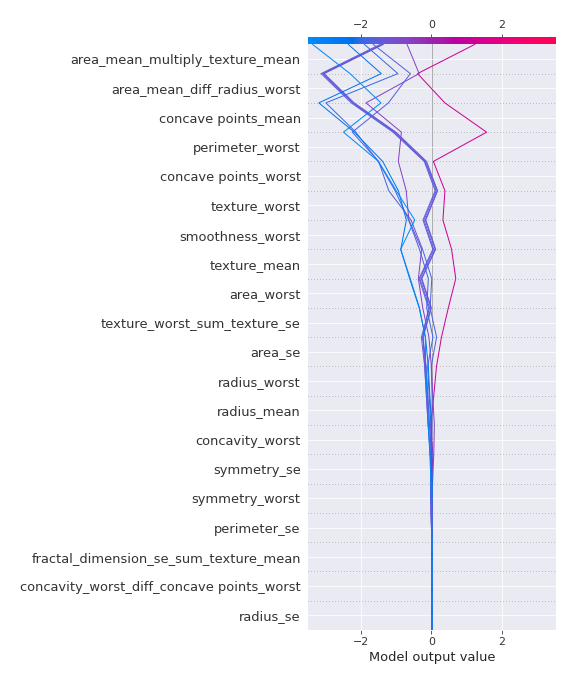 −2 0 2
area_mean_multiply_texture_mean
area_mean_diff_radius_worst
concave points_mean
perimeter_worst
concave points_worst
texture_worst
smoothness_worst
texture_mean
area_worst
texture_worst_sum_texture_se
area_se
radius_worst
radius_mean
concavity_worst
symmetry_se
symmetry_worst
perimeter_se
fractal_dimension_se_sum_texture_mean
concavity_worst_diff_concave points_worst
radius_se
−2 0 2
Model output value